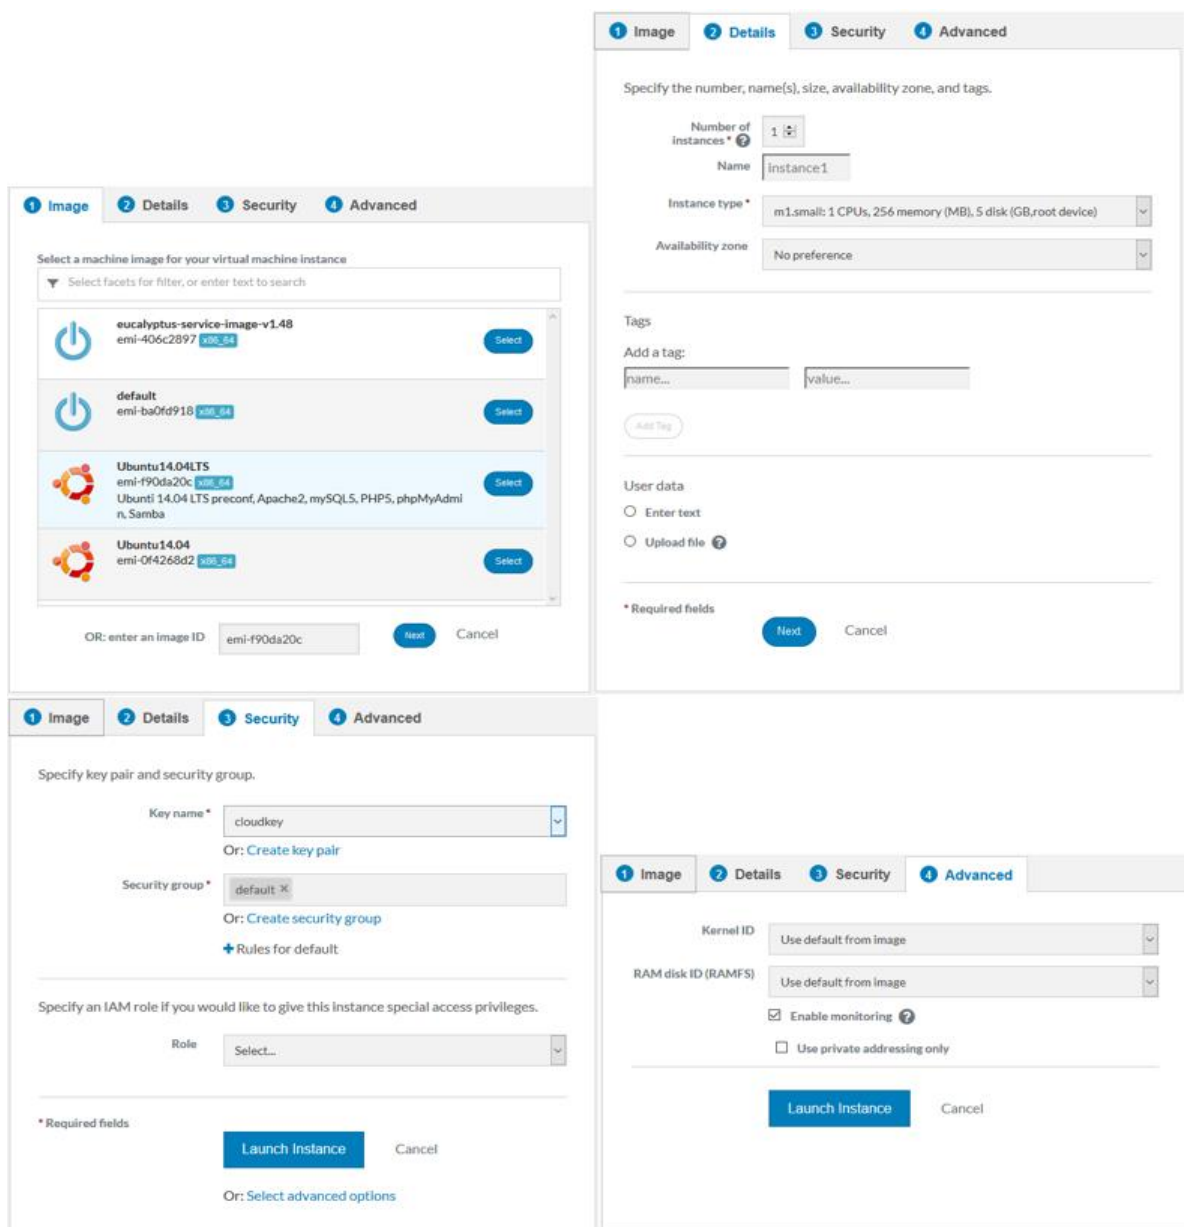 1 Image 2 Details 3 Security 4 Advanced
Select a machine image for your virtual machine instance
Select facets for filter, or enter text to search
eucalyptus-service-image-v1.48
emi-406c2897 x86_64
Select
default
emi-ba0fd918 x86_64
Select
Ubuntu14.04LTS
emi-f90da20c x86_64
Ubunti 14.04 LTS preconf, Apache2, mySQL5, PHP5, phpMyAdmi
n, Samba
Select
Ubuntu14.04
emi-0f4268d2 x86_64
Select
OR: enter an image ID emi-f90da20c Next Cancel
1 Image 2 Details 3 Security 4 Advanced
Specify the number, name(s), size, availability zone, and tags.
Number of
instances * ? 1
Name instance1
Instance type * m1.small: 1 CPUs, 256 memory (MB), 5 disk (GB,root device)
Availability zone No preference
Tags
Add a tag:
name... value...
Add Tag
User data
Enter text
Upload file ?
* Required fields
Next Cancel
1 Image 2 Details 3 Security 4 Advanced
Specify key pair and security group.
Key name * cloudkey
Or: Create key pair
Security group * default ×
Or: Create security group
+ Rules for default
Specify an IAM role if you would like to give this instance special access privileges.
Role Select...
* Required fields
Launch Instance Cancel
Or: Select advanced options
1 Image 2 Details 3 Security 4 Advanced
Kernel ID Use default from image
RAM disk ID (RAMFS) Use default from image
Enable monitoring ?
Use private addressing only
Launch Instance Cancel